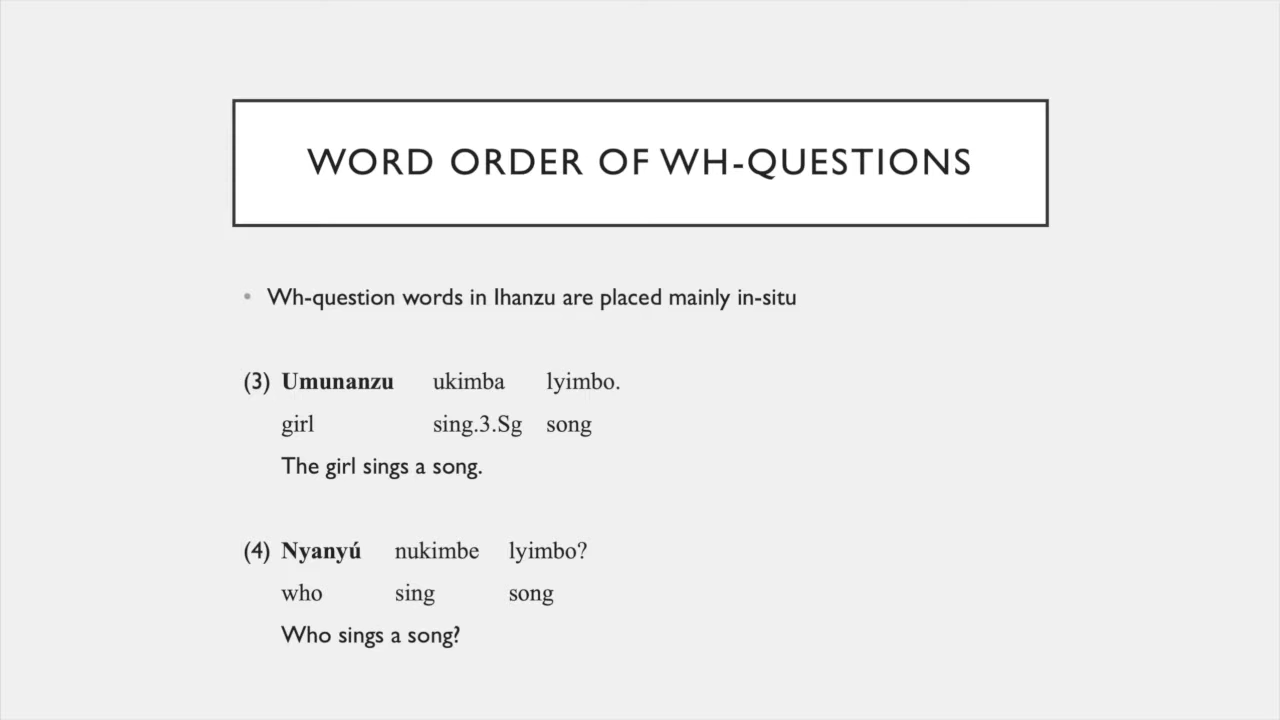 WORD ORDER OF WH-QUESTIONS
• Wh-question words in Ihanzu are placed mainly in-situ
(3) Umunanzu ukimba lyimbo.
girl sing.3.Sg song
The girl sings a song.
(4) Nyanyú nukimbe lyimbo?
who sing song
Who sings a song?